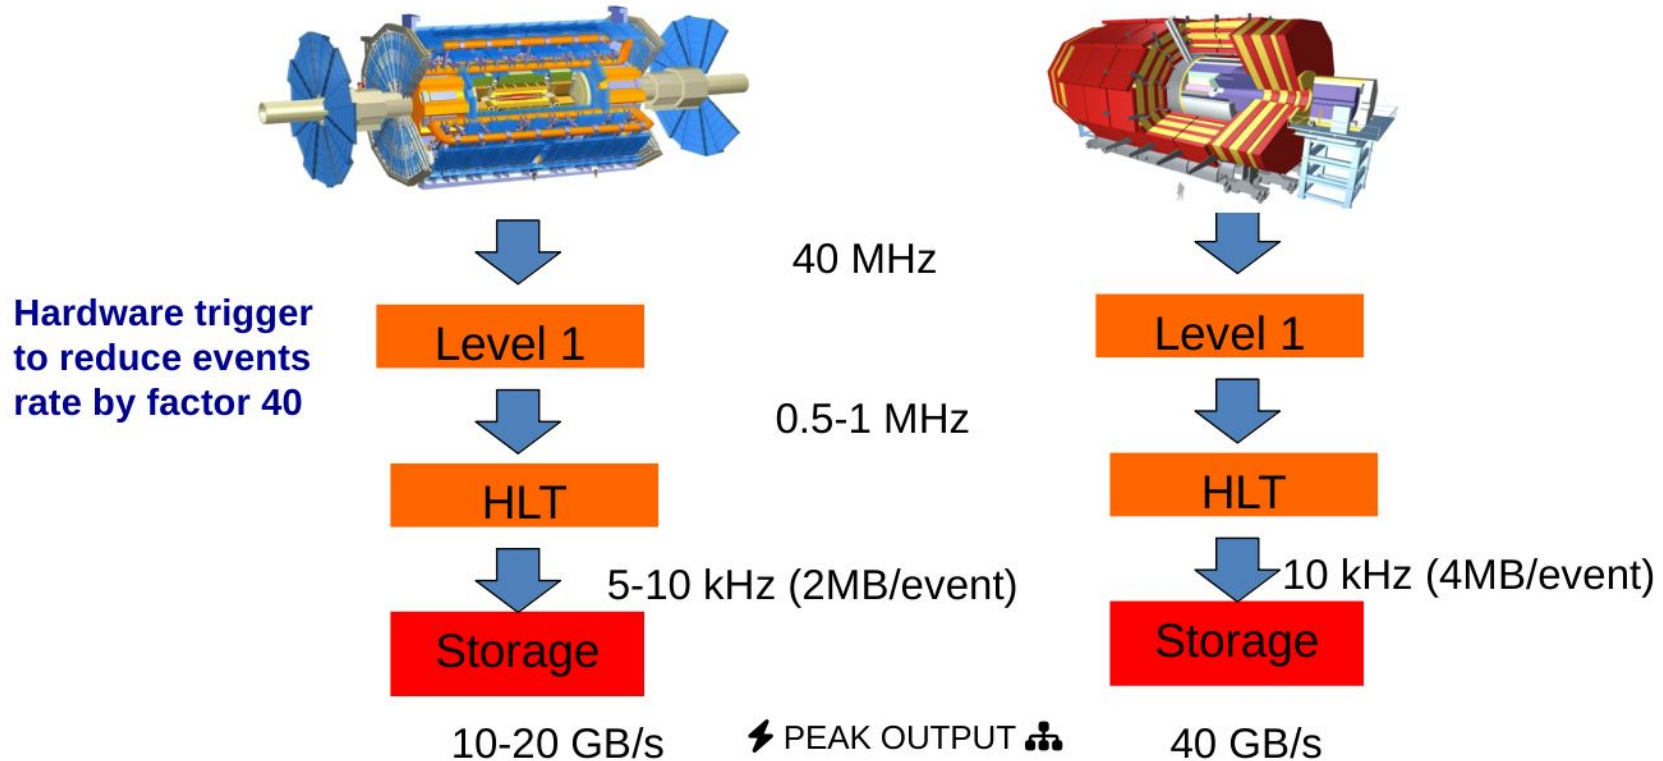 40 MHz
Hardware trigger
to reduce events
rate by factor 40
Level 1
Level 1
0.5-1 MHz
HLT
HLT
5-10 kHz (2MB/event)
10 kHz (4MB/event)
Storage
Storage
10-20 GB/s
PEAK OUTPUT
40 GB/s